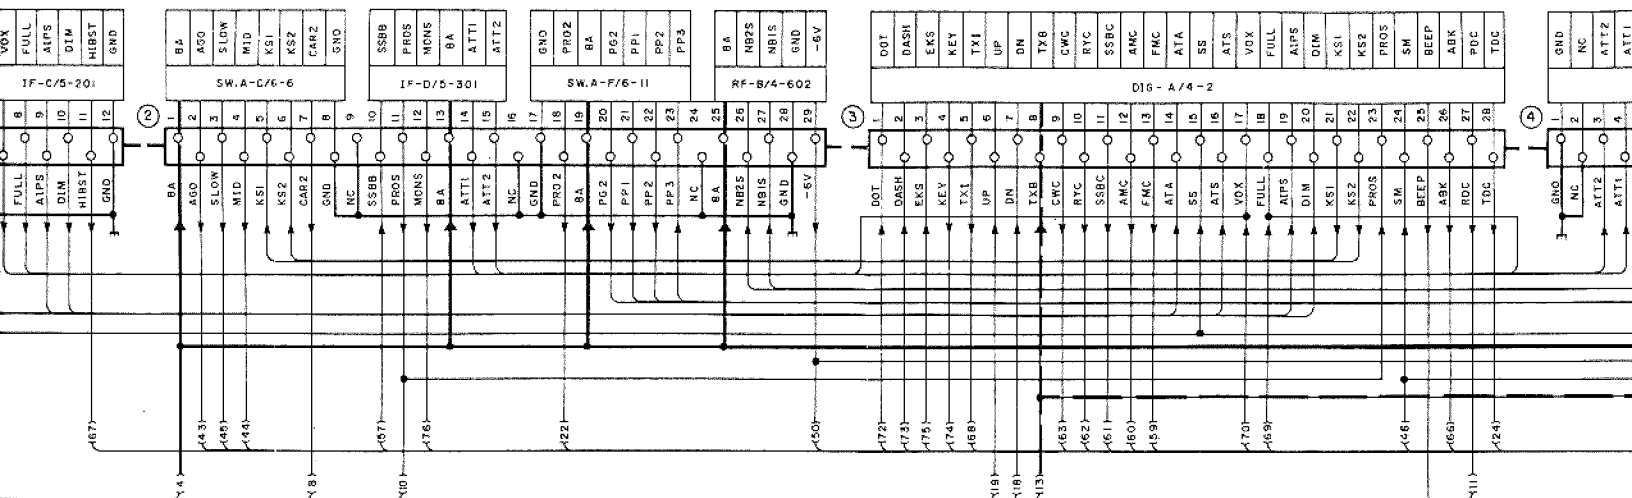 VOX FULL AIPS DIM HIBST GND
8A AGO SLOW MID KS1 KS2 CAR2 GND
SSBB PROS MONS 8A ATT1 ATT2
GND PRO2 8A PG2 PP1 PP2 PP3
8A NB2S NB1S GND -6V
DOT DASH EKS KEY TX1 UP DN TXB CWC RYC SSBC AMC FMC ATA SS ATS VOX FULL AIPS DIM KS1 KS2 PROS SM BEEP ABK PDC TDC
GND NC ATT2 ATT1
IF-C/5-201
SW.A-C/6-6
IF-D/5-301
SW.A-F/6-11
RF-B/4-602
DIG-A/4-2
8 9 10 11 12
② 1 2 3 4 5 6 7 8 9 10 11 12 13 14 15 16 17 18 19 20 21 22 23 24 25 26 27 28 29
③ 1 2 3 4 5 6 7 8 9 10 11 12 13 14 15 16 17 18 19 20 21 22 23 24 25 26 27 28
④ 1 2 3 4
FULL AIPS DIM HIBST GND
8A AGO SLOW MID KS1 KS2 CAR2 GND NC SSBB PROS MONS 8A ATT1 ATT2 NC GND PRO2 8A PG2 PP1 PP2 PP3 NC 8A NB2S NB1S GND -6V
DOT DASH EKS KEY TX1 UP DN TXB CWC RYC SSBC AMC FMC ATA SS ATS VOX FULL AIPS DIM KS1 KS2 PROS SM BEEP ABK RDC TDC
GND NC ATT2 ATT1
(67) (43) (45) (44) (57) (76) (22) (50) (72) (73) (75) (74) (68) (63) (62) (61) (60) (59) (70) (69) (46) (66) (24)
(4 (8) (10) (19) (18) (13) (11)